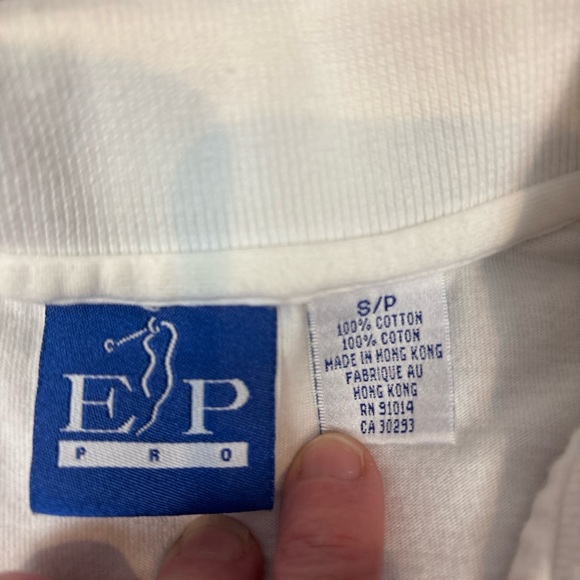 EP
PRO
S/P
100% COTTON
100% COTON
MADE IN HONG KONG
FABRIQUE AU
HONG KONG
RN 91014
CA 30293